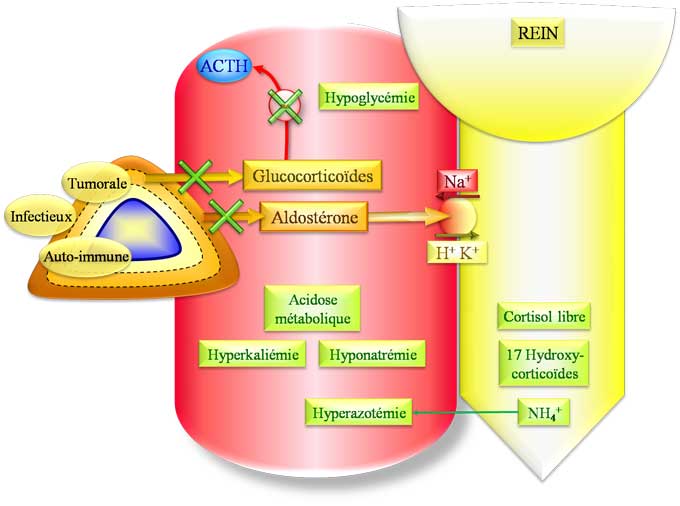 REIN
ACTH
Hypoglycémie
Glucocorticoïdes
Tumorale
Na⁺
Infectieux
Aldostérone
Auto-immune
H⁺ K⁺
Acidose
métabolique
Cortisol libre
Hyperkaliémie
Hyponatrémie
17 Hydroxy-
corticoïdes
Hyperazotémie
NH₄⁺